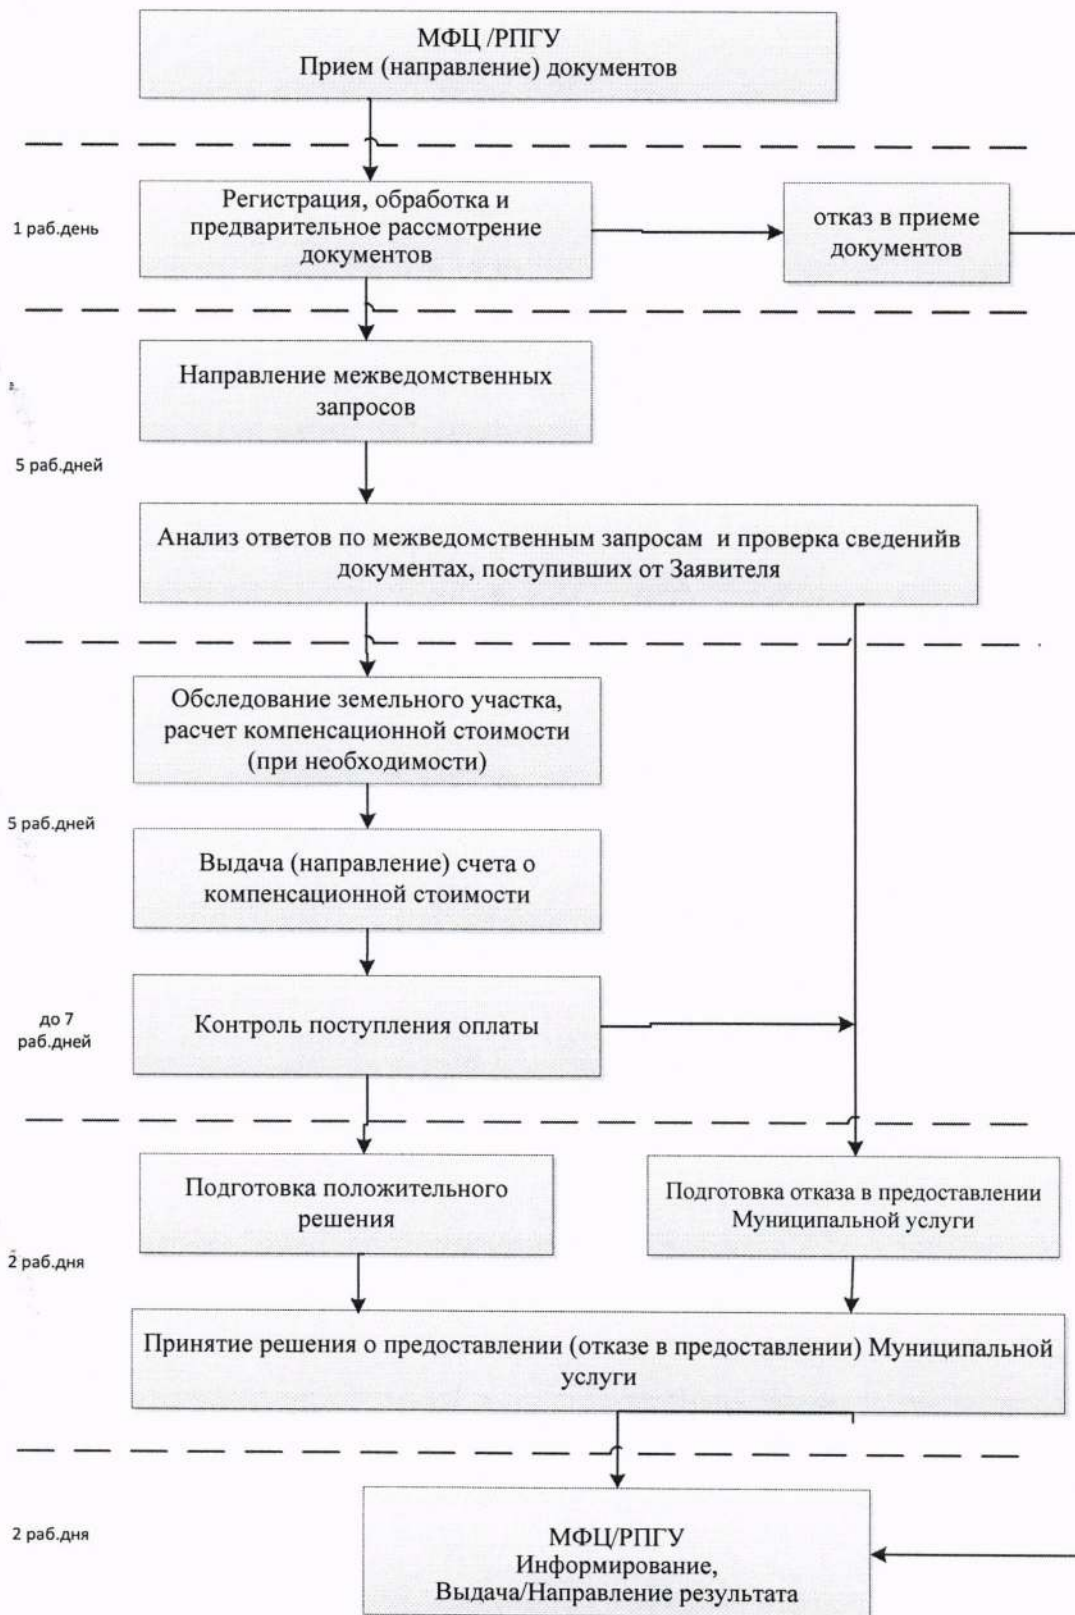 МФЦ /РПГУ
Прием (направление) документов
1 раб.день
Регистрация, обработка и
предварительное рассмотрение
документов
отказ в приеме
документов
Направление межведомственных
запросов
5 раб.дней
Анализ ответов по межведомственным запросам и проверка сведенийв
документах, поступивших от Заявителя
Обследование земельного участка,
расчет компенсационной стоимости
(при необходимости)
5 раб.дней
Выдача (направление) счета о
компенсационной стоимости
до 7
раб.дней
Контроль поступления оплаты
Подготовка положительного
решения
Подготовка отказа в предоставлении
Муниципальной услуги
2 раб.дня
Принятие решения о предоставлении (отказе в предоставлении) Муниципальной
услуги
2 раб.дня
МФЦ/РПГУ
Информирование,
Выдача/Направление результата